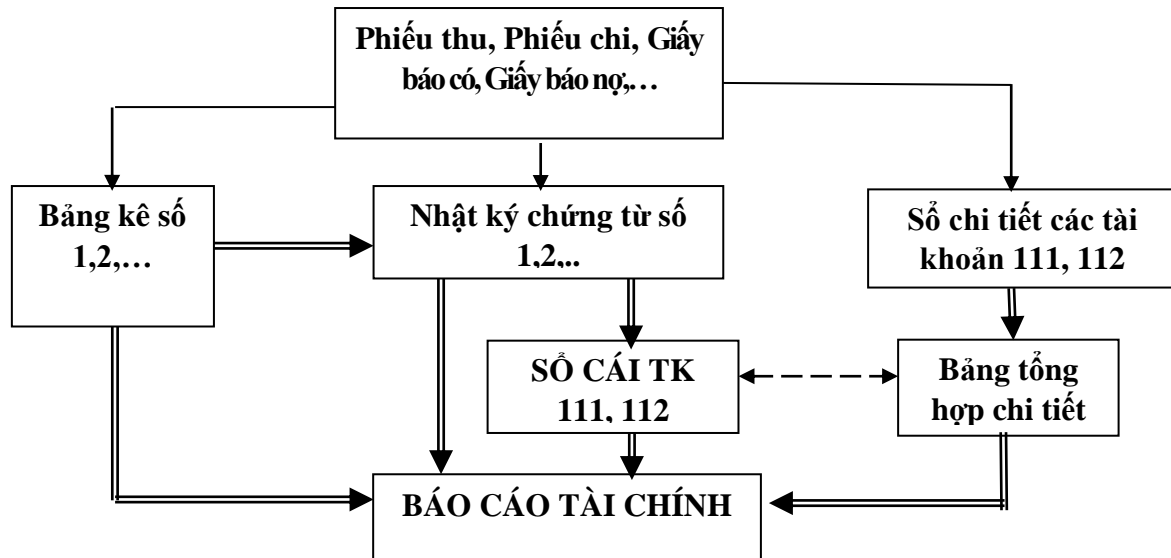 Phiếu thu, Phiếu chi, Giấy
báo có, Giấy báo nợ,…
Bảng kê số
1,2,…
Nhật ký chứng từ số
1,2,..
Sổ chi tiết các tài
khoản 111, 112
SỔ CÁI TK
111, 112
Bảng tổng
hợp chi tiết
BÁO CÁO TÀI CHÍNH